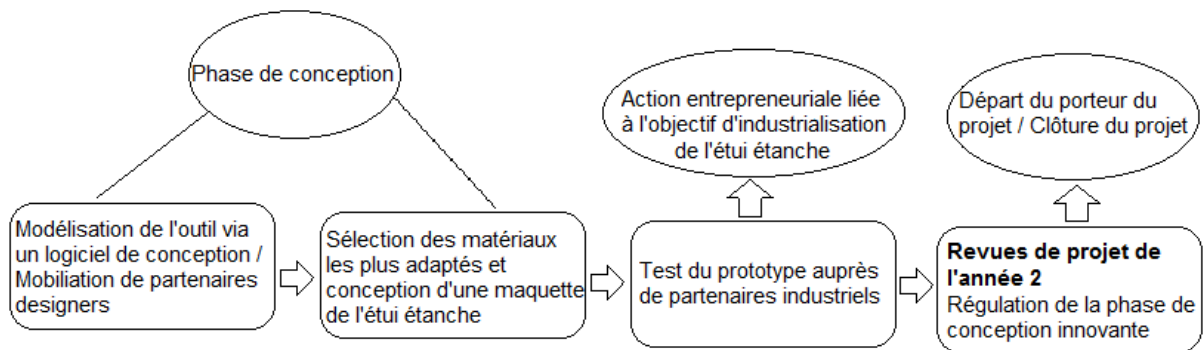 Phase de conception
Action entrepreuriale liée
à l'objectif d'industrialisation
de l'étui étanche
Départ du porteur du
projet / Clôture du projet
Modélisation de l'outil via
un logiciel de conception /
Mobiliation de partenaires
designers
Sélection des matériaux
les plus adaptés et
conception d'une maquette
de l'étui étanche
Test du prototype auprès
de partenaires industriels
Revues de projet de
l'année 2
Régulation de la phase de
conception innovante